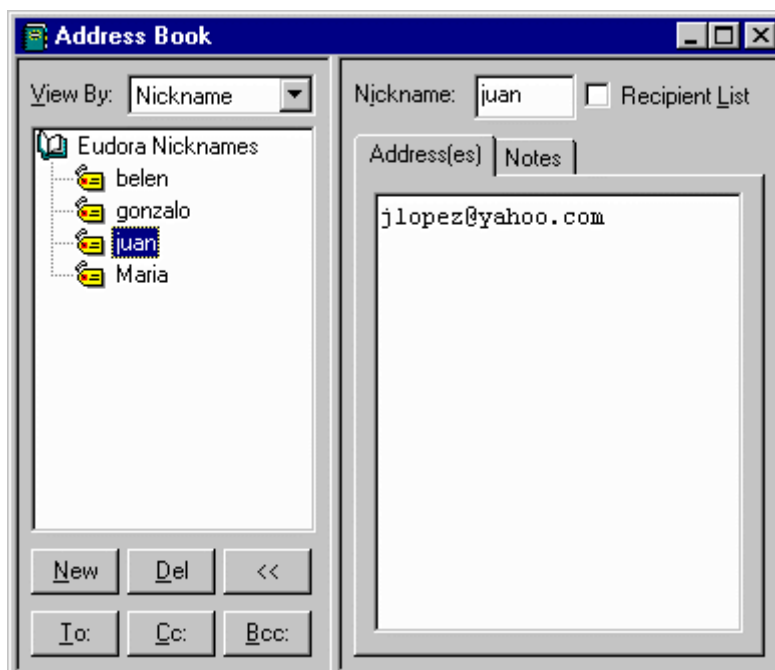 Address Book
View By: Nickname
Eudora Nicknames
belen
gonzalo
juan
Maria
New Del <<
To: Cc: Bcc:
Nickname: juan Recipient List
Address(es) Notes
jlopez@yahoo.com